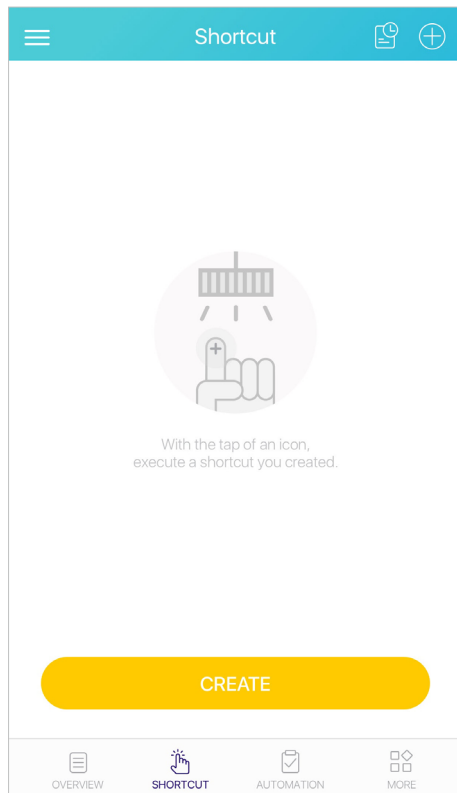 Shortcut
With the tap of an icon,
execute a shortcut you created.
CREATE
OVERVIEW
SHORTCUT
AUTOMATION
MORE